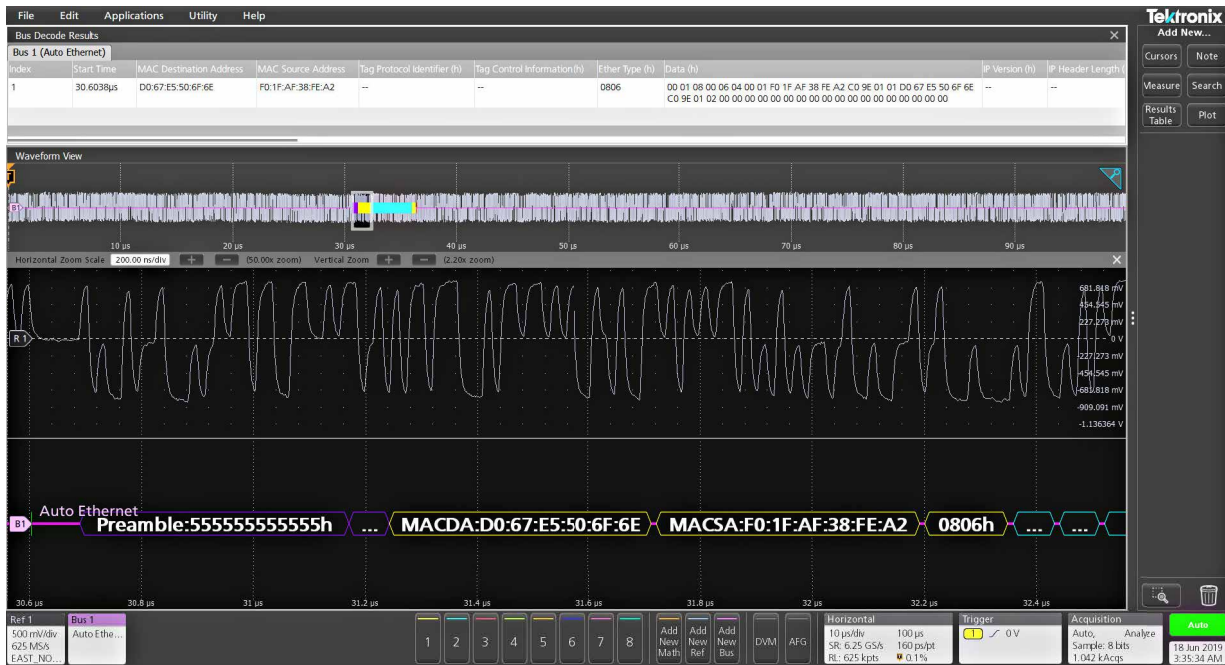 File Edit Applications Utility Help
Tektronix
Add New...
Bus Decode Results
Bus 1 (Auto Ethernet)
Index Start Time MAC Destination Address MAC Source Address Tag Protocol Identifier (h) Tag Control Information(h) Ether Type (h) Data (h) IP Version (h) IP Header Length (
1 30.6038µs D0:67:E5:50:6F:6E F0:1F:AF:38:FE:A2 -- -- 0806 00 01 08 00 06 04 00 01 F0 1F AF 38 FE A2 C0 9E 01 01 D0 67 E5 50 6F 6E -- --
C0 9E 01 02 00 00 00 00 00 00 00 00 00 00 00 00 00 00 00 00 00 00
Cursors Note
Measure Search
Results Table Plot
Waveform View
T
B1
10 µs 20 µs 30 µs 40 µs 50 µs 60 µs 70 µs 80 µs 90 µs
Horizontal Zoom Scale 200.00 ns/div + − (50.00x zoom) Vertical Zoom + − (2.20x zoom)
681.818 mV
454.545 mV
227.273 mV
R 1 0 V
-227.273 mV
-454.545 mV
-681.818 mV
-909.091 mV
-1.136364 V
Auto Ethernet
B1 Preamble:555555555555h ... MACDA:D0:67:E5:50:6F:6E MACSA:F0:1F:AF:38:FE:A2 0806h ... ...
30.6 µs 30.8 µs 31 µs 31.2 µs 31.4 µs 31.6 µs 31.8 µs 32 µs 32.2 µs 32.4 µs
Ref 1
500 mV/div
625 MS/s
EAST_NO...
Bus 1
Auto Ethe...
1 2 3 4 5 6 7 8
Add New Math
Add New Ref
Add New Bus
DVM
AFG
Horizontal
10 µs/div 100 µs
SR: 6.25 GS/s 160 ps/pt
RL: 625 kpts 0.1%
Trigger
1 0 V
Acquisition
Auto, Analyze
Sample: 8 bits
1.042 kAcqs
Auto
18 Jun 2019
3:35:34 AM